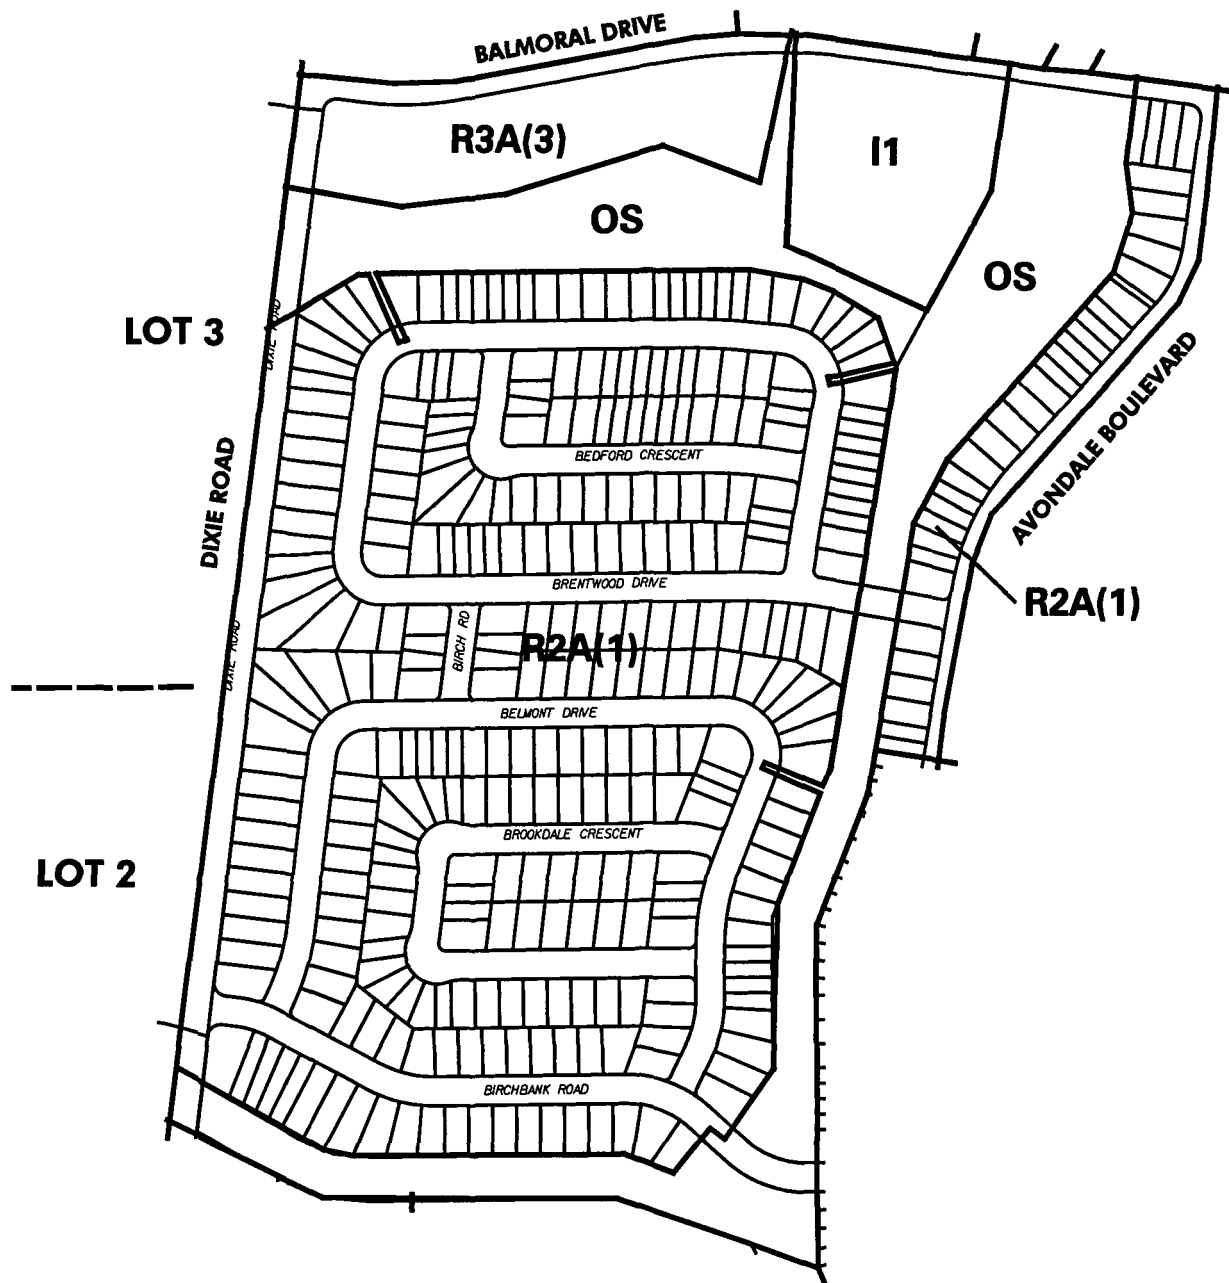 BALMORAL DRIVE
R3A(3)
I1
OS
OS
LOT 3
DIXIE ROAD
DIXIE ROAD
AVONDALE BOULEVARD
BEDFORD CRESCENT
BRENTWOOD DRIVE
R2A(1)
BIRCH RD
R2A(1)
DIXIE ROAD
BELMONT DRIVE
BROOKDALE CRESCENT
LOT 2
BIRCHBANK ROAD